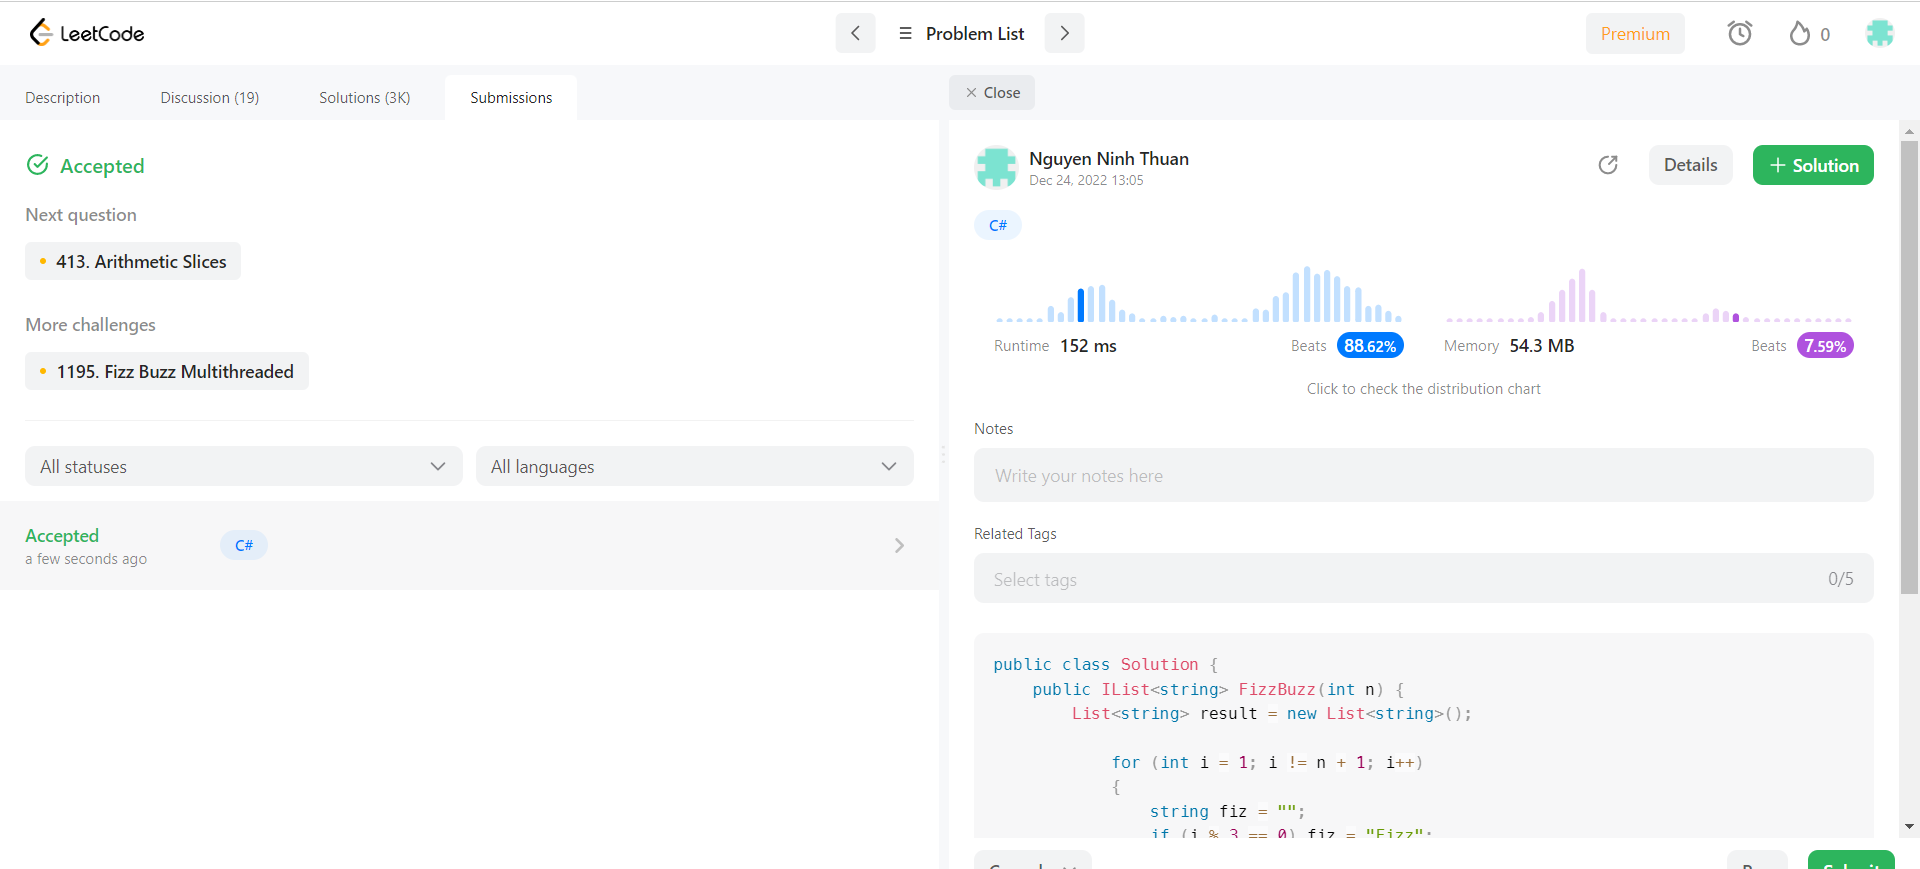 LeetCode
Problem List
Premium
0
Description
Discussion (19)
Solutions (3K)
Submissions
Close
Accepted
Next question
413. Arithmetic Slices
More challenges
1195. Fizz Buzz Multithreaded
All statuses
All languages
Accepted
a few seconds ago
C#
Nguyen Ninh Thuan
Dec 24, 2022 13:05
Details
+ Solution
C#
Runtime 152 ms
Beats 88.62%
Memory 54.3 MB
Beats 7.59%
Click to check the distribution chart
Notes
Write your notes here
Related Tags
Select tags
0/5
public class Solution {
public IList<string> FizzBuzz(int n) {
List<string> result = new List<string>();
for (int i = 1; i != n + 1; i++)
{
string fiz = "";
if (i % 3 == 0) fiz = "Fizz";
Submit